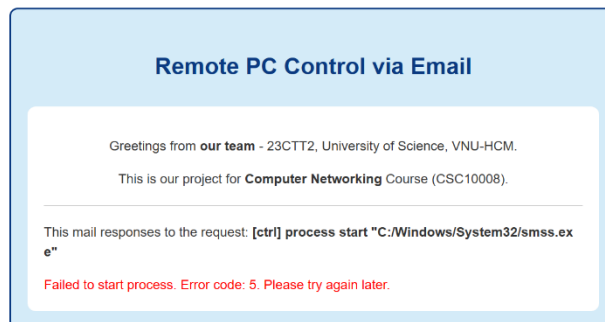 Remote PC Control via Email
Greetings from our team - 23CTT2, University of Science, VNU-HCM.
This is our project for Computer Networking Course (CSC10008).
This mail responses to the request: [ctrl] process start "C:/Windows/System32/smss.ex
e"
Failed to start process. Error code: 5. Please try again later.